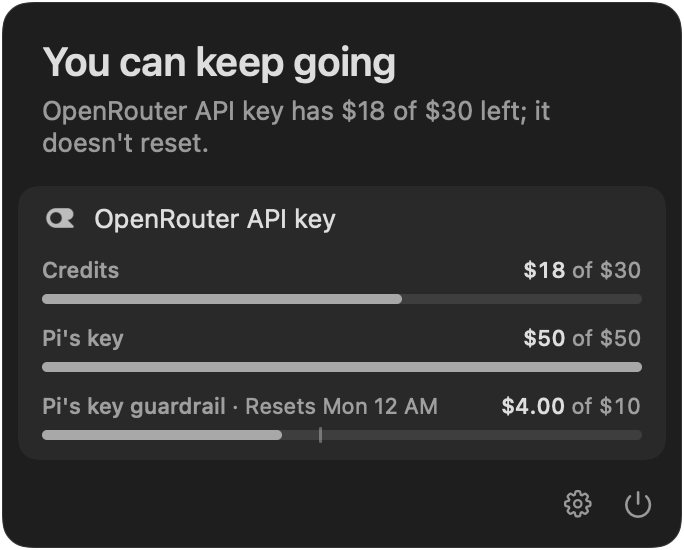 You can keep going
OpenRouter API key has $18 of $30 left; it
doesn't reset.
OpenRouter API key
Credits $18 of $30
Pi's key $50 of $50
Pi's key guardrail · Resets Mon 12 AM $4.00 of $10